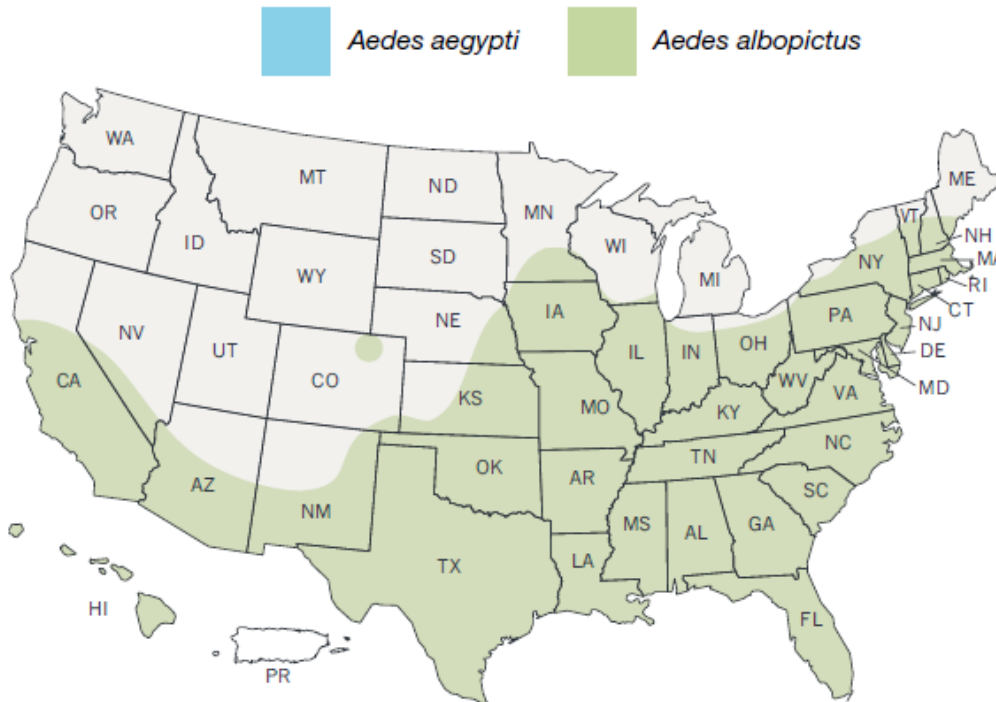 Aedes aegypti
Aedes albopictus
WA
MT
ND
MN
ME
VT
OR
ID
WI
NH
SD
MA
WY
NY
MI
RI
CT
NE
IA
PA
NV
NJ
UT
IL
IN
OH
DE
CA
CO
KS
MO
WV
VA
MD
KY
NC
TN
AZ
OK
AR
SC
NM
MS
AL
GA
TX
LA
HI
FL
PR